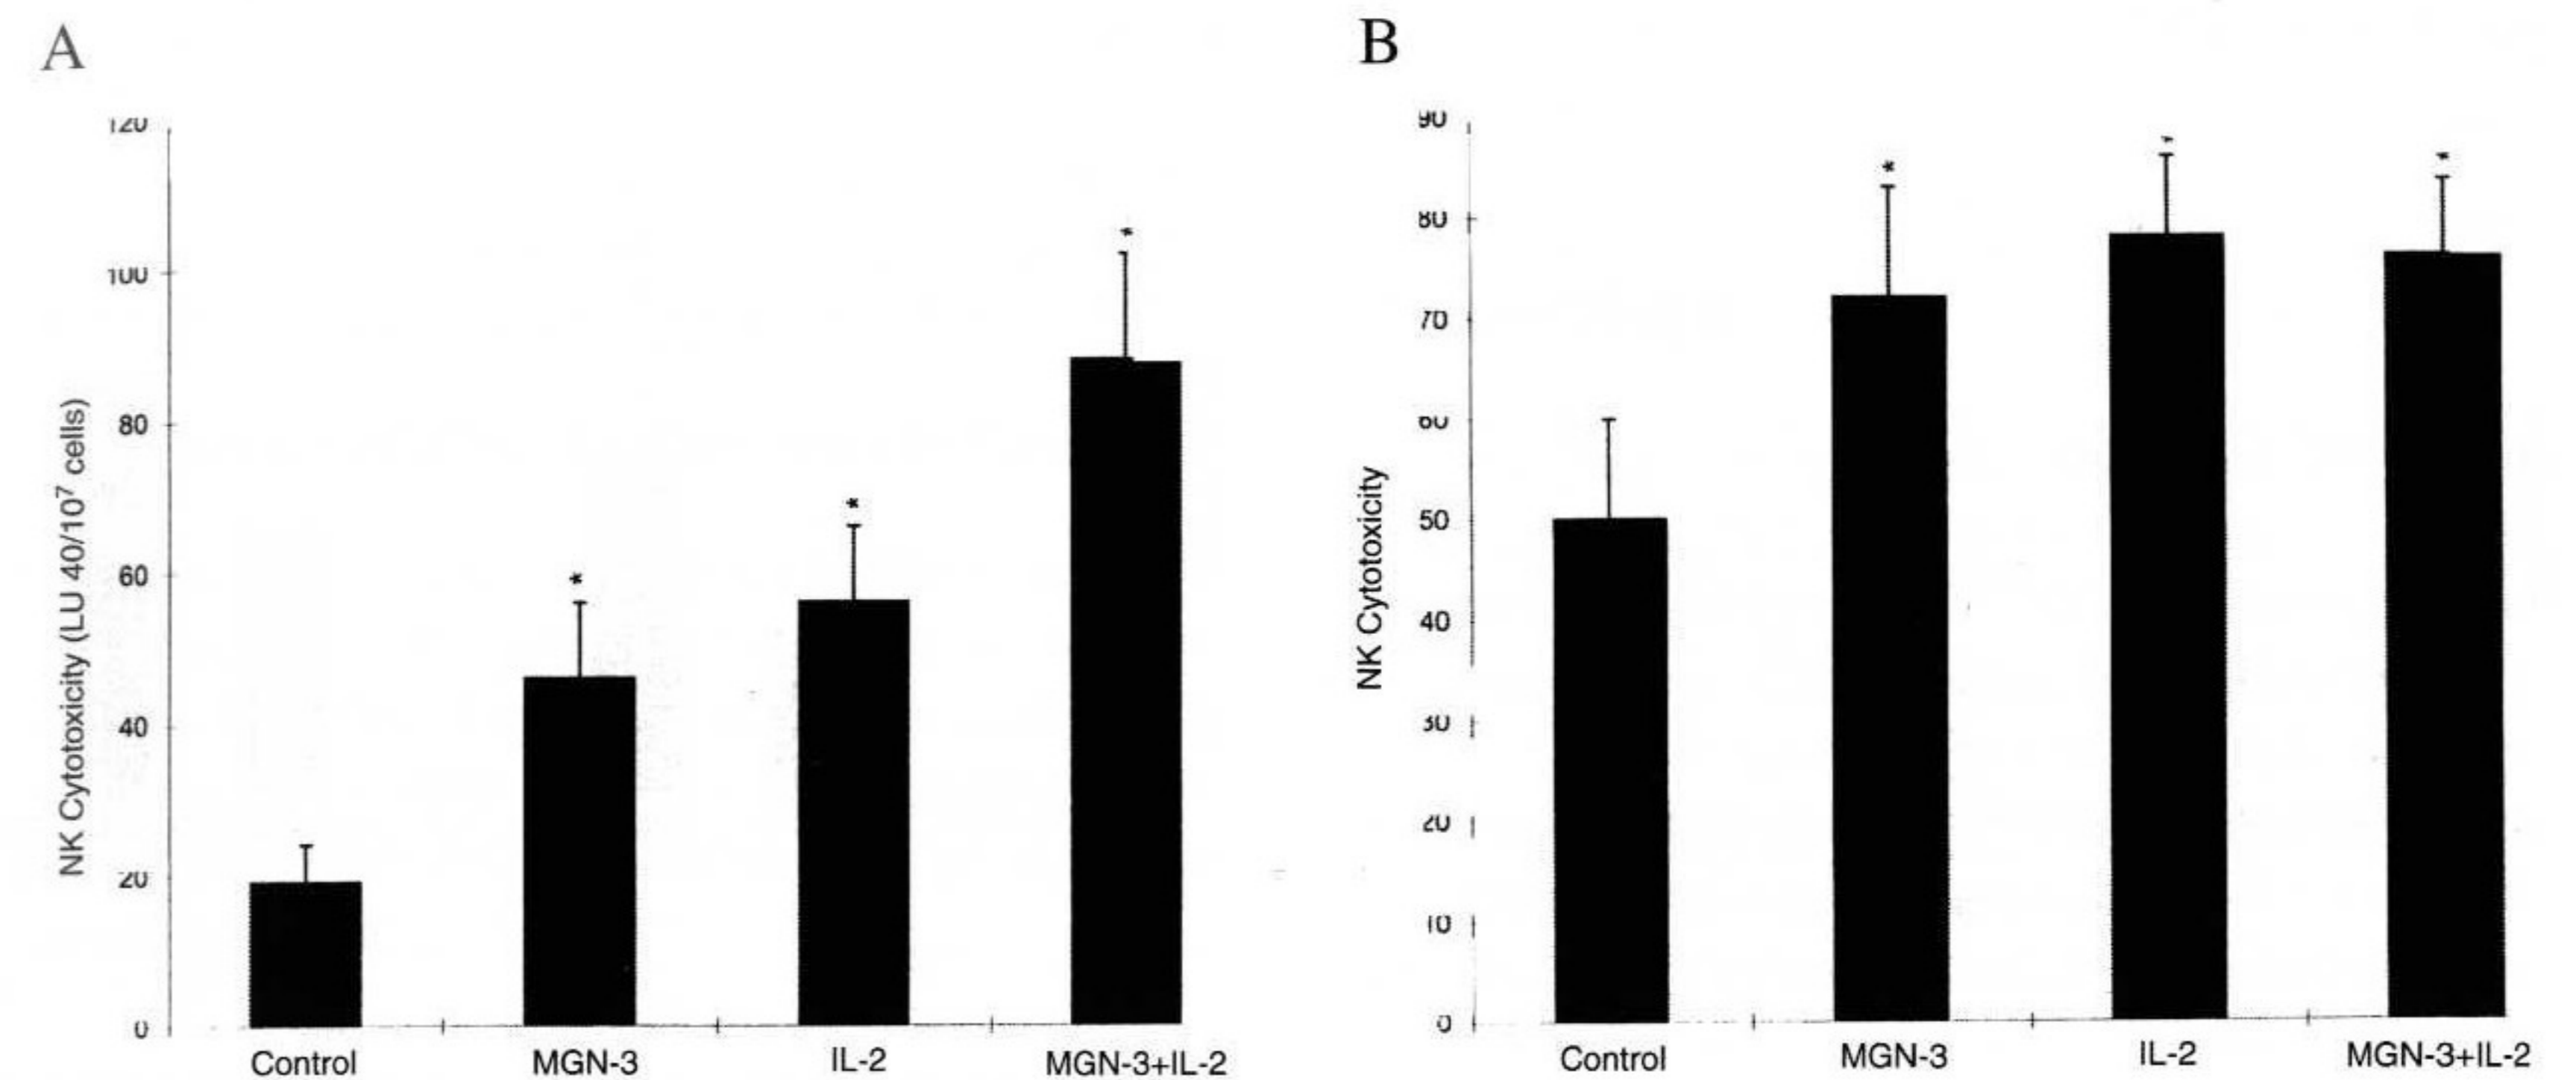 A
120
100
80
60
40
20
0
NK Cytotoxicity (LU 40/10⁷ cells)
*
*
*
Control
MGN-3
IL-2
MGN-3+IL-2
B
90
80
70
60
50
40
30
20
10
0
NK Cytotoxicity
*
*
Control
MGN-3
IL-2
MGN-3+IL-2